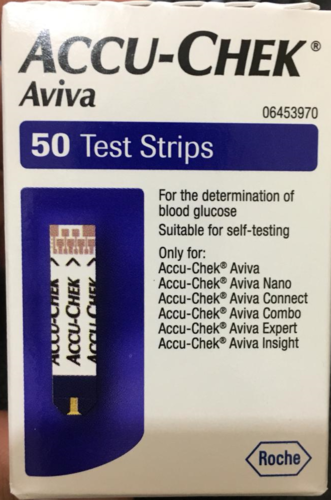 ACCU-CHEK®
Aviva
06453970
50 Test Strips
For the determination of
blood glucose
Suitable for self-testing
Only for:
Accu-Chek® Aviva
Accu-Chek® Aviva Nano
Accu-Chek® Aviva Connect
Accu-Chek® Aviva Combo
Accu-Chek® Aviva Expert
Accu-Chek® Aviva Insight
ACCU-CHEK
ACCU-CHEK >
ACCU-CHEK >
Roche